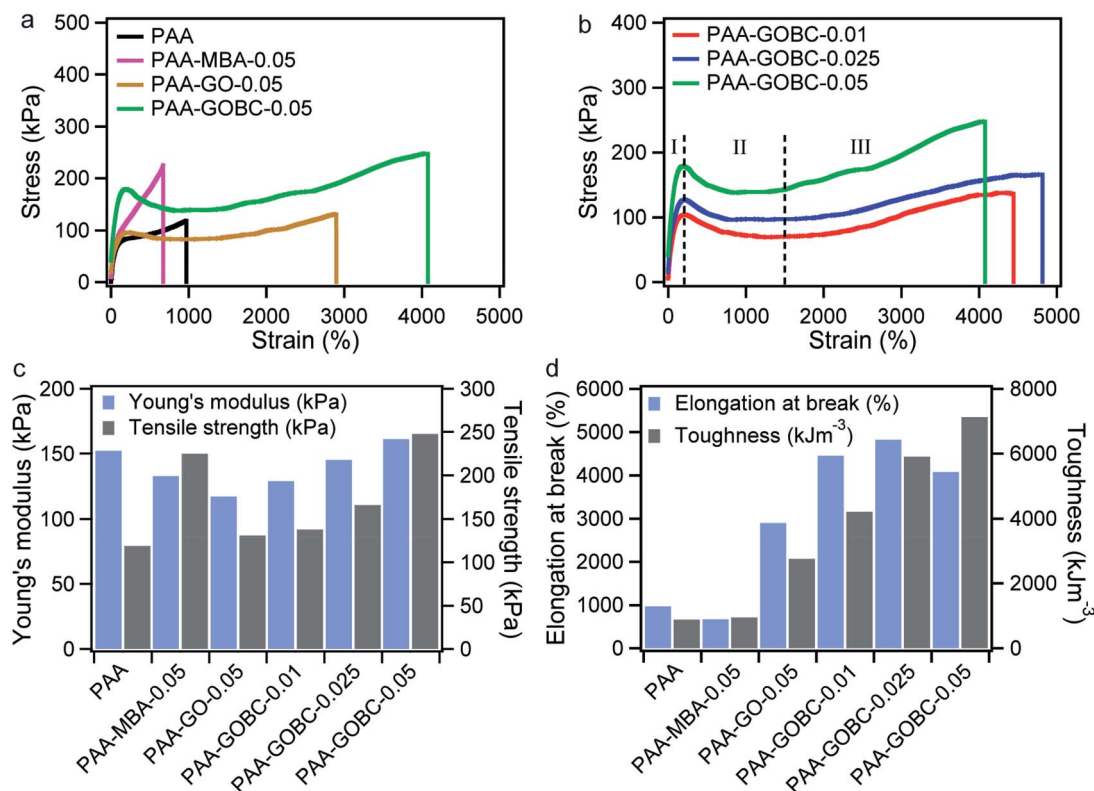 a
500
400
300
200
100
0
Stress (kPa)
PAA
PAA-MBA-0.05
PAA-GO-0.05
PAA-GOBC-0.05
0 1000 2000 3000 4000 5000
Strain (%)
b
400
300
200
100
0
Stress (kPa)
PAA-GOBC-0.01
PAA-GOBC-0.025
PAA-GOBC-0.05
I II III
0 1000 2000 3000 4000 5000
Strain (%)
c
200
150
100
50
0
Young's modulus (kPa)
Young's modulus (kPa)
Tensile strength (kPa)
300
250
200
150
100
50
0
Tensile strength
(kPa)
PAA
PAA-MBA-0.05
PAA-GO-0.05
PAA-GOBC-0.01
PAA-GOBC-0.025
PAA-GOBC-0.05
d
6000
5000
4000
3000
2000
1000
0
Elongation at break (%)
Elongation at break (%)
Toughness (kJm⁻³)
8000
6000
4000
2000
0
Toughness (kJm⁻³)
PAA
PAA-MBA-0.05
PAA-GO-0.05
PAA-GOBC-0.01
PAA-GOBC-0.025
PAA-GOBC-0.05